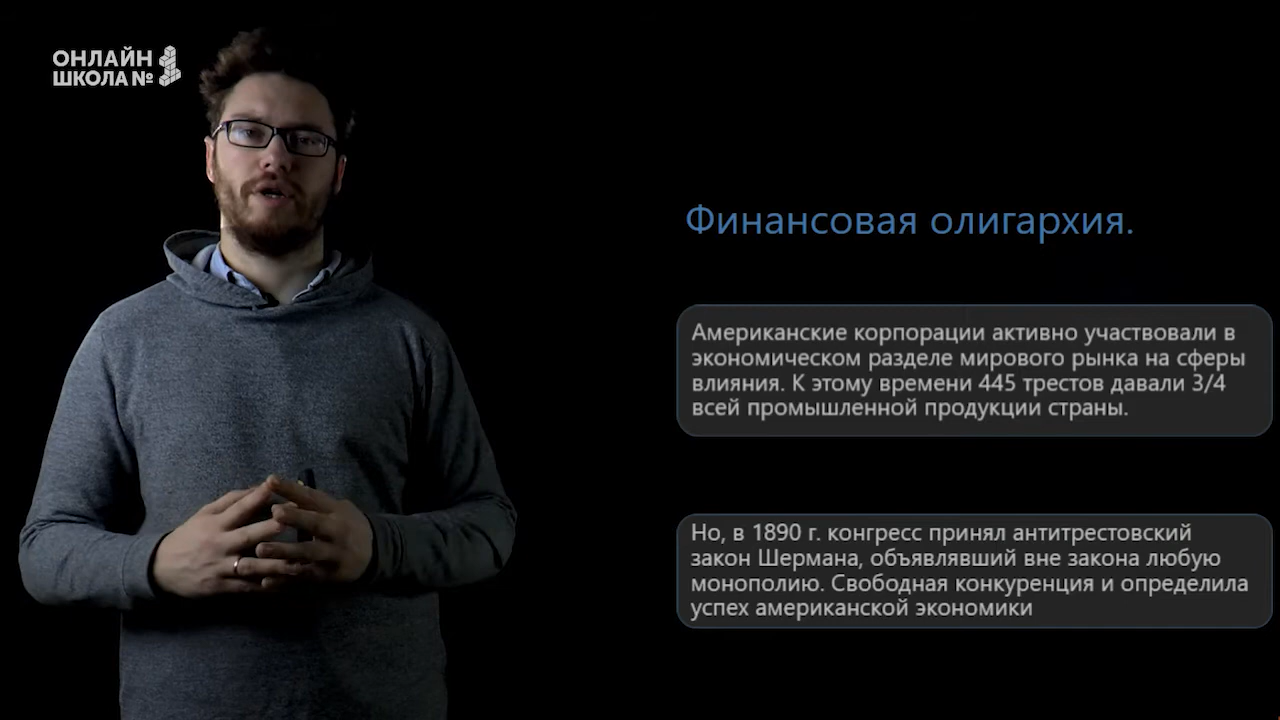 ОНЛАЙН
ШКОЛА №
Финансовая олигархия.
Американские корпорации активно участвовали в
экономическом разделе мирового рынка на сферы
влияния. К этому времени 445 трестов давали 3/4
всей промышленной продукции страны.
Но, в 1890 г. конгресс принял антитрестовский
закон Шермана, объявлявший вне закона любую
монополию. Свободная конкуренция и определила
успех американской экономики